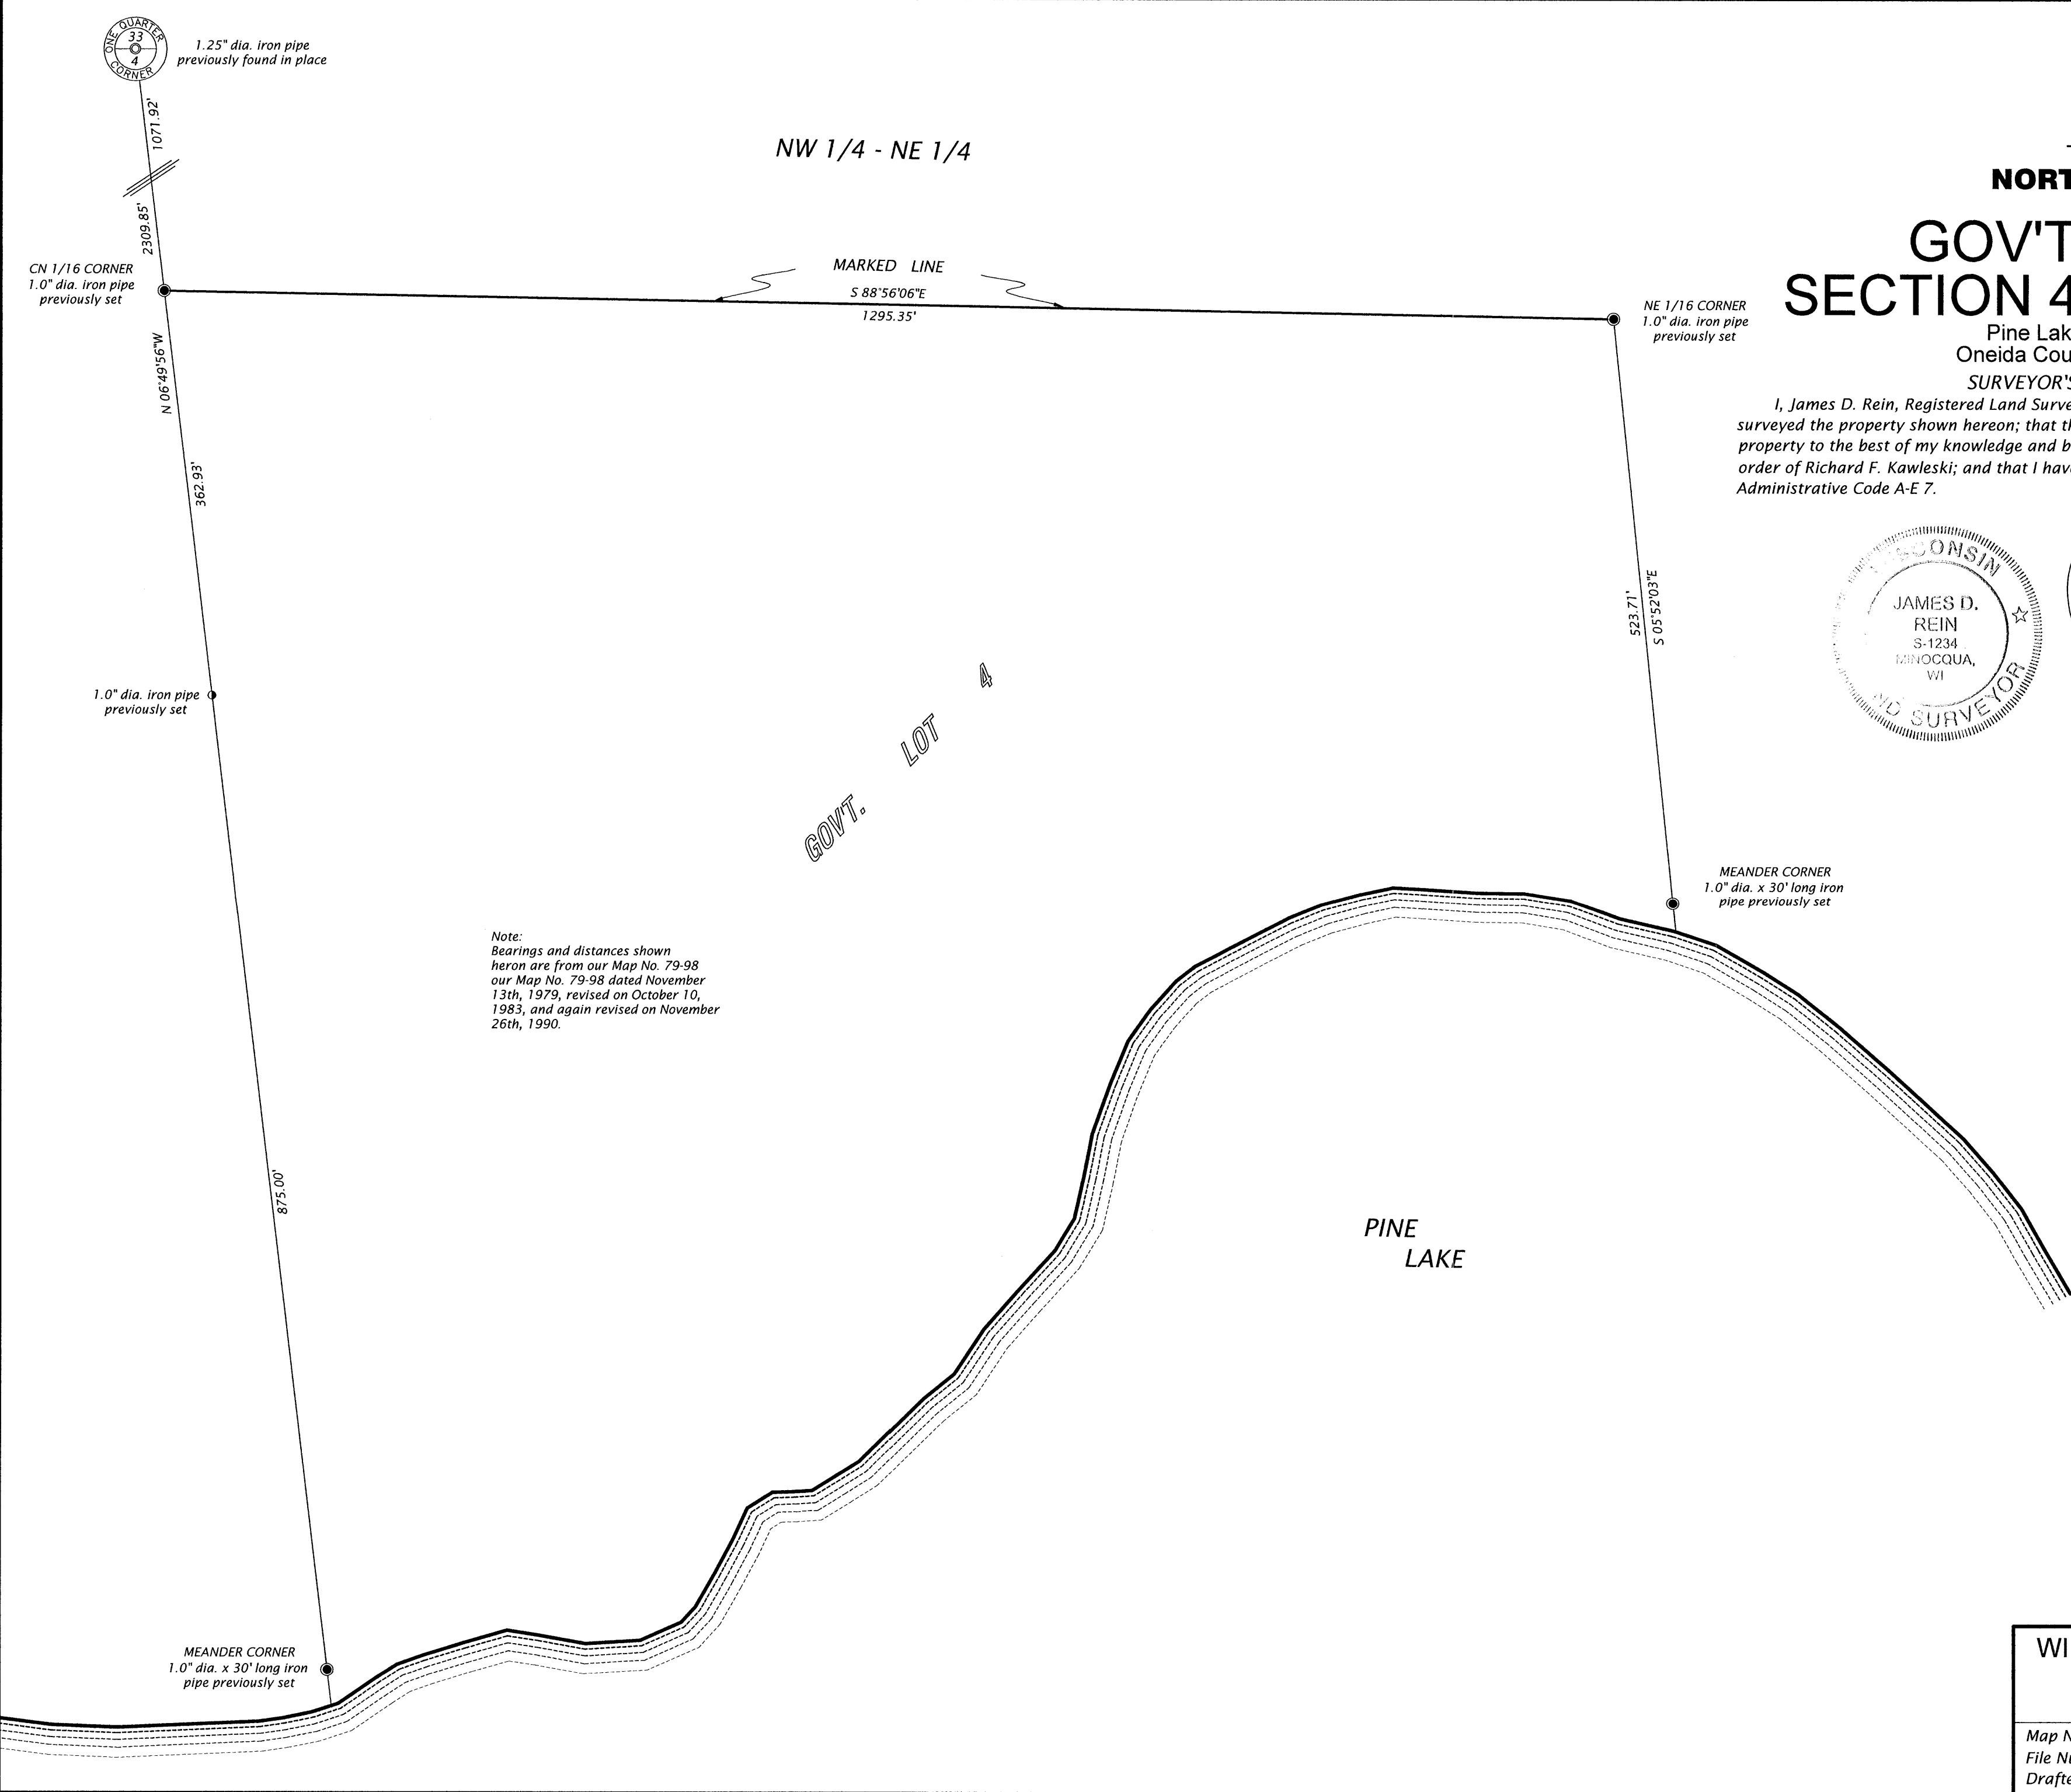 ONE QUARTER
33
4
CORNER
1.25" dia. iron pipe
previously found in place
1071.92'
2309.85'
NW 1/4 - NE 1/4
CN 1/16 CORNER
1.0" dia. iron pipe
previously set
MARKED LINE
S 88°56'06"E
1295.35'
NE 1/16 CORNER
1.0" dia. iron pipe
previously set
N 06°49'56"W
362.93'
1.0" dia. iron pipe
previously set
523.71'
S 05°52'03"E
GOV'T. LOT 4
MEANDER CORNER
1.0" dia. x 30' long iron
pipe previously set
Note:
Bearings and distances shown
heron are from our Map No. 79-98
our Map No. 79-98 dated November
13th, 1979, revised on October 10,
1983, and again revised on November
26th, 1990.
875.00'
PINE
LAKE
MEANDER CORNER
1.0" dia. x 30' long iron
pipe previously set
NORT
GOV'T
SECTION 4
Pine Lak
Oneida Cou
SURVEYOR'S
I, James D. Rein, Registered Land Surve
surveyed the property shown hereon; that th
property to the best of my knowledge and b
order of Richard F. Kawleski; and that I hav
Administrative Code A-E 7.
SCONSIN
JAMES D.
REIN
S-1234
MINOCQUA,
WI
ND SURVEYOR
WI
Map N
File Nu
Drafte